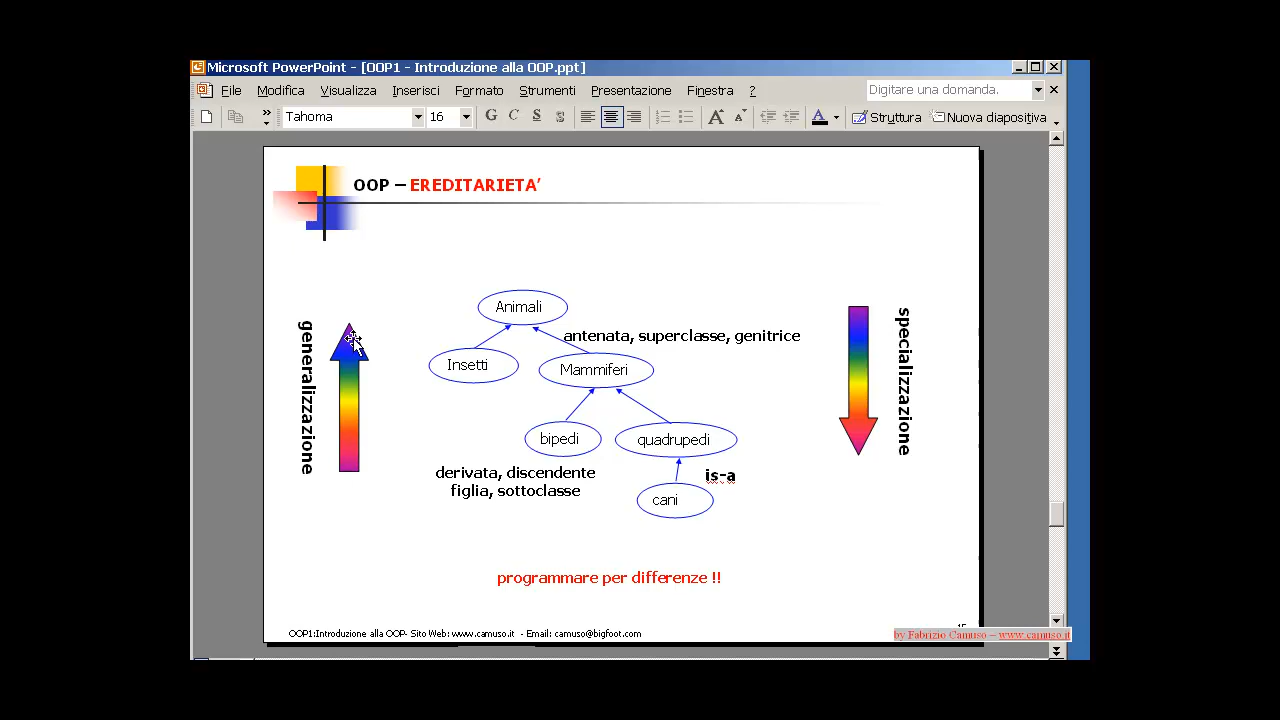 Microsoft PowerPoint - [OOP1 - Introduzione alla OOP.ppt]
File Modifica Visualizza Inserisci Formato Strumenti Presentazione Finestra ? Digitare una domanda.
Tahoma 16 G C S S A A A Struttura Nuova diapositiva
OOP – EREDITARIETA’
Animali
antenata, superclasse, genitrice
Insetti
Mammiferi
generalizzazione
specializzazione
bipedi
quadrupedi
derivata, discendente
figlia, sottoclasse
is-a
cani
programmare per differenze !!
OOP1:Introduzione alla OOP- Sito Web: www.camuso.it - Email: camuso@bigfoot.com
by Fabrizio Camuso – www.camuso.it